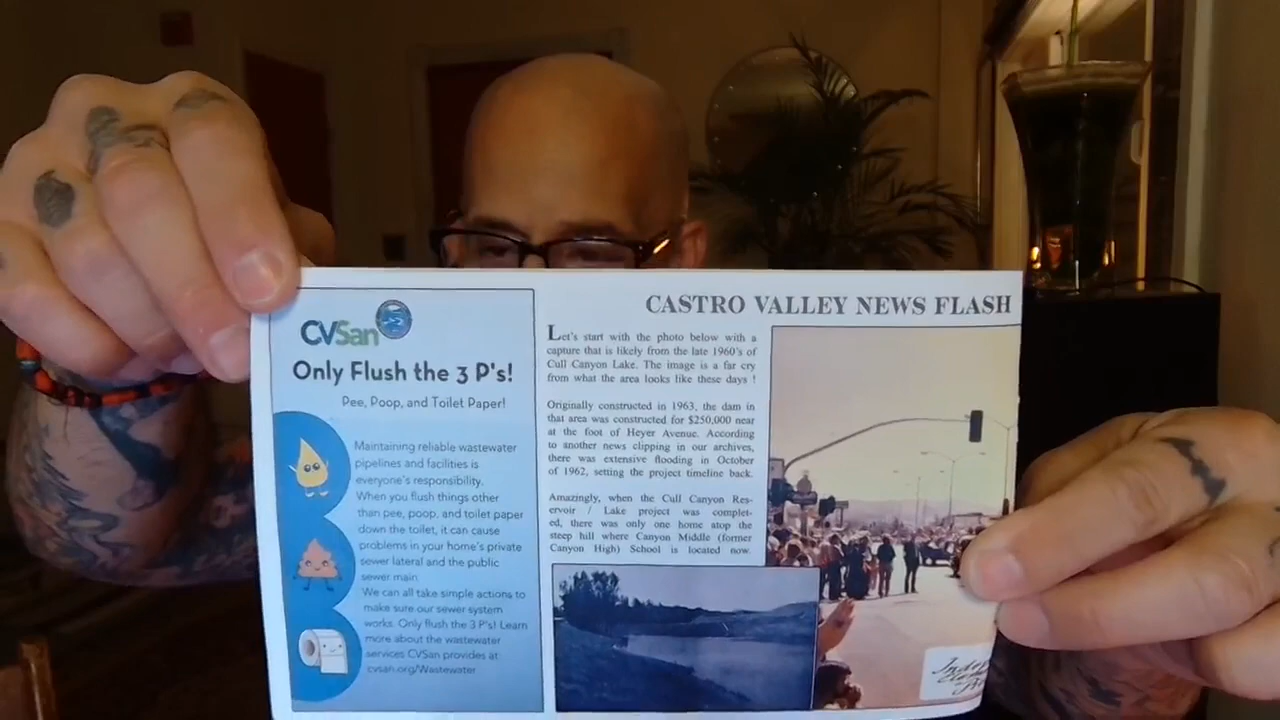 CVSan
Only Flush the 3 P's!
Pee, Poop, and Toilet Paper!
Maintaining reliable wastewater
pipelines and facilities is
everyone's responsibility.
When you flush things other
than pee, poop, and toilet paper
down the toilet, it can cause
problems in your home's private
sewer lateral and the public
sewer main.
We can all take simple actions to
make sure our sewer system
works. Only flush the 3 P's! Learn
more about the wastewater
services CVSan provides at
cvsan.org/Wastewater
CASTRO VALLEY NEWS FLASH
Let's start with the photo below with a
capture that is likely from the late 1960's of
Cull Canyon Lake. The image is a far cry
from what the area looks like these days !
Originally constructed in 1963, the dam in
that area was constructed for $250,000 near
at the foot of Heyer Avenue. According
to another news clipping in our archives,
there was extensive flooding in October
of 1962, setting the project timeline back.
Amazingly, when the Cull Canyon Res-
ervoir / Lake project was complet-
ed, there was only one home atop the
steep hill where Canyon Middle (former
Canyon High) School is located now.